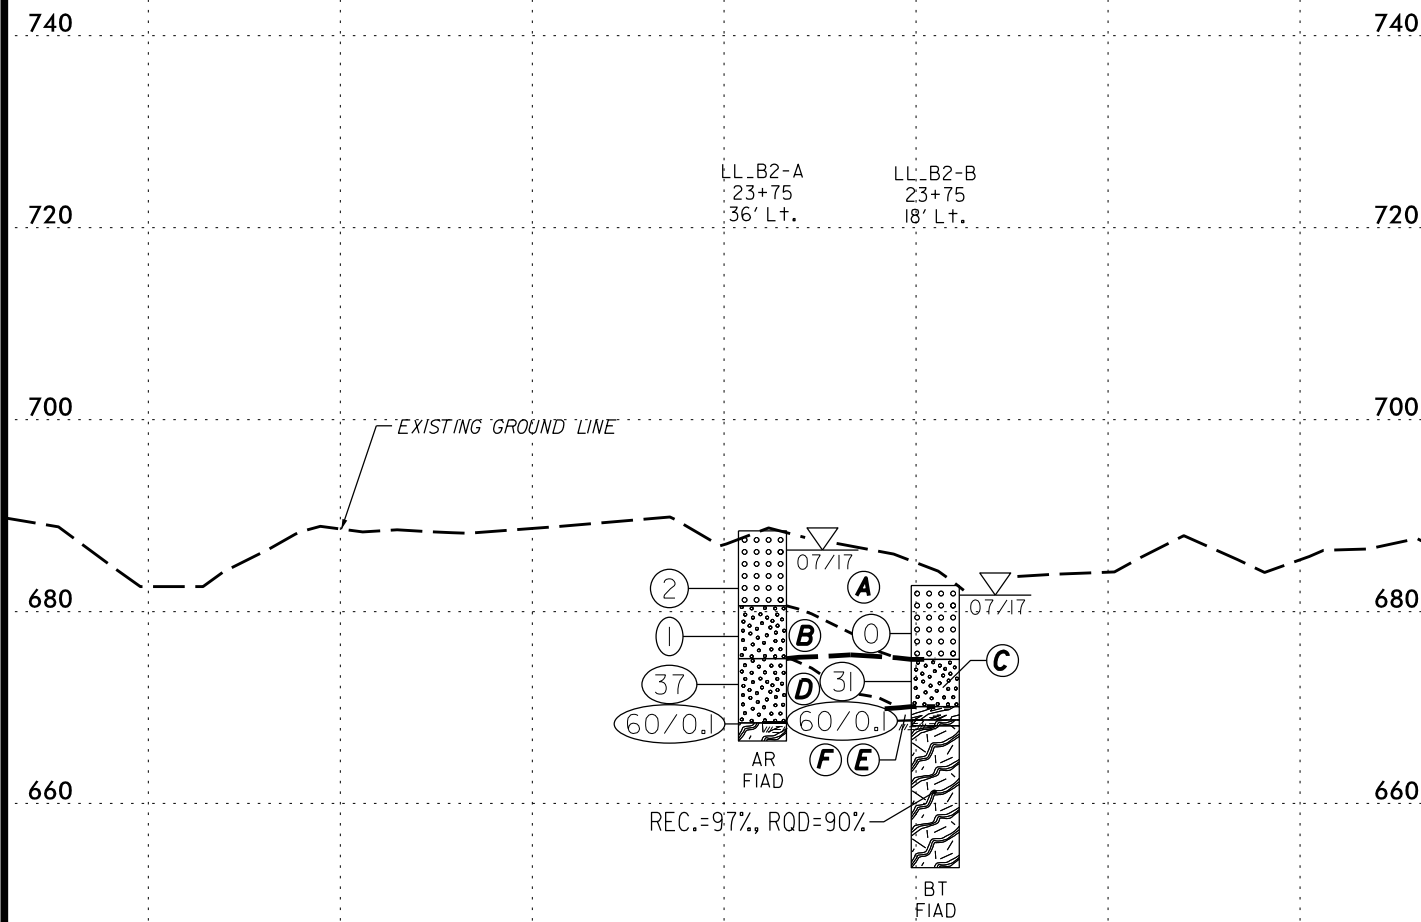 740 740
LL_B2-A LL_B2-B
23+75 23+75
36' Lt. 18' Lt.
720 720
700 700
EXISTING GROUND LINE
07/17
2 A
07/17
680 680
1 B 0
C
37 D 31
60/0.1 60/0.1
AR F E
FIAD
660 660
REC.=97%, RQD=90%
BT
FIAD